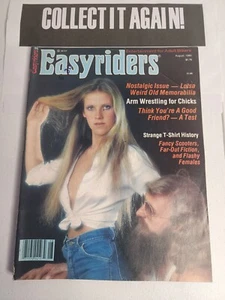 COLLECT IT AGAIN!
Easyriders
Nostalgic Issue — Lotsa
Weird Old Memorabilia
Arm Wrestling for Chicks
Think You're A Good
Friend? — A Test
Strange T-Shirt History
Fancy Scooters,
Far-Out Fiction,
and Flashy
Females